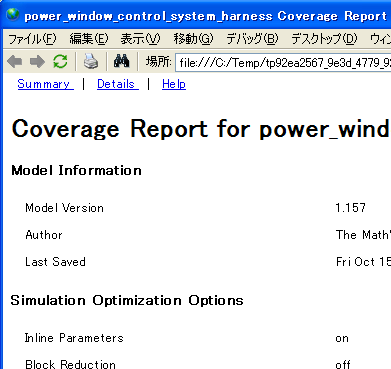 power_window_control_system_harness Coverage Report
ファイル(F) 編集(E) 表示(V) 移動(G) デバッグ(B) デスクトップ(D) ウィン
場所: file:///C:/Temp/tp92ea2567_9e3d_4779_92
Summary | Details | Help
Coverage Report for power_wind
Model Information
Model Version 1.157
Author The Math
Last Saved Fri Oct 15
Simulation Optimization Options
Inline Parameters on
Block Reduction off